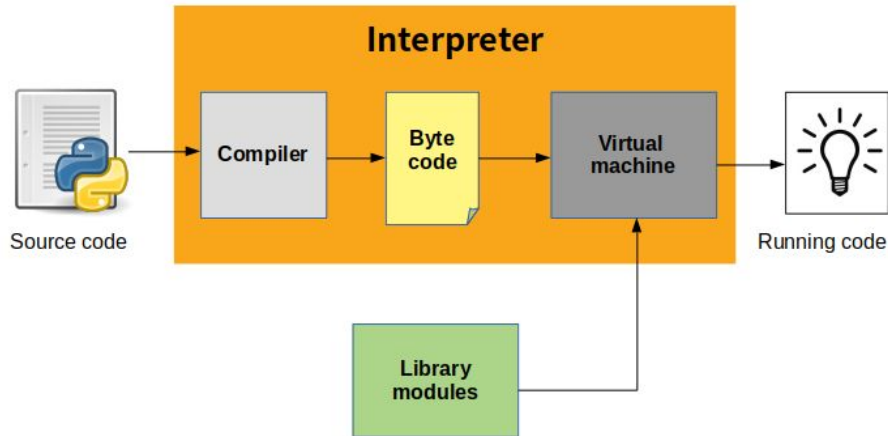 Interpreter
Compiler
Byte
code
Virtual
machine
Source code
Running code
Library
modules